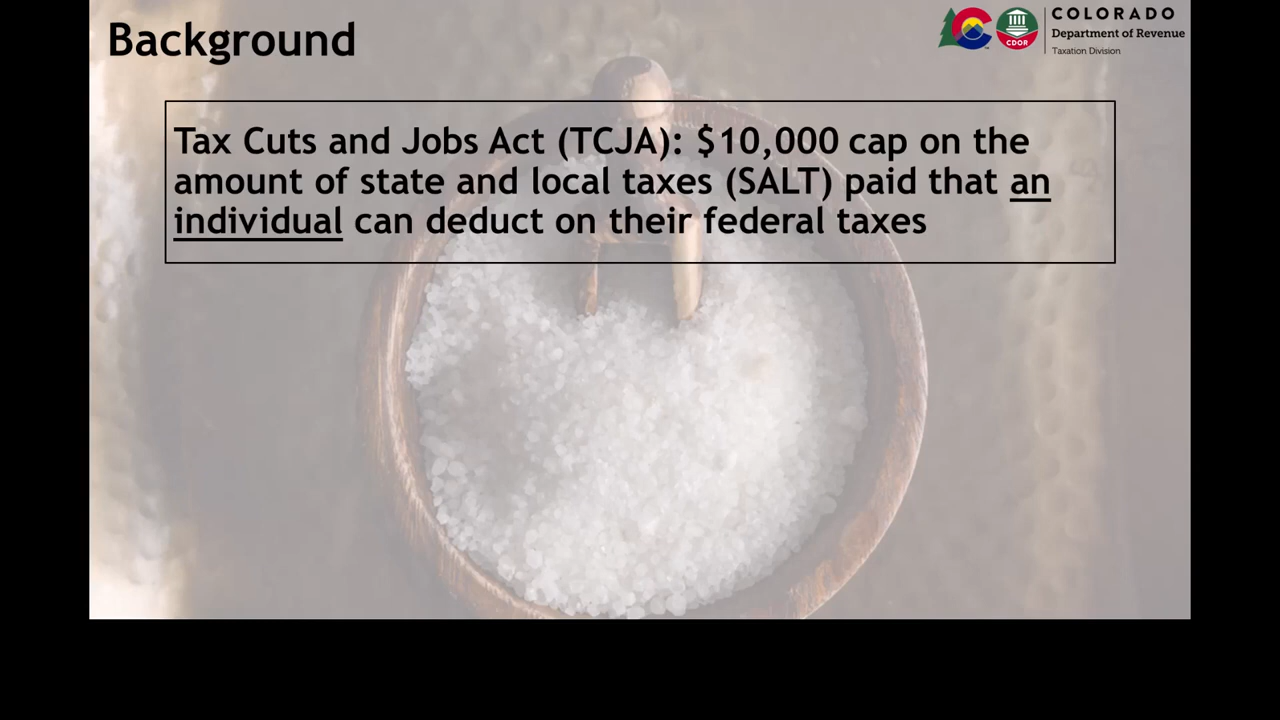 Background
COLORADO
Department of Revenue
Taxation Division
CDOR
Tax Cuts and Jobs Act (TCJA): $10,000 cap on the
amount of state and local taxes (SALT) paid that an
individual can deduct on their federal taxes